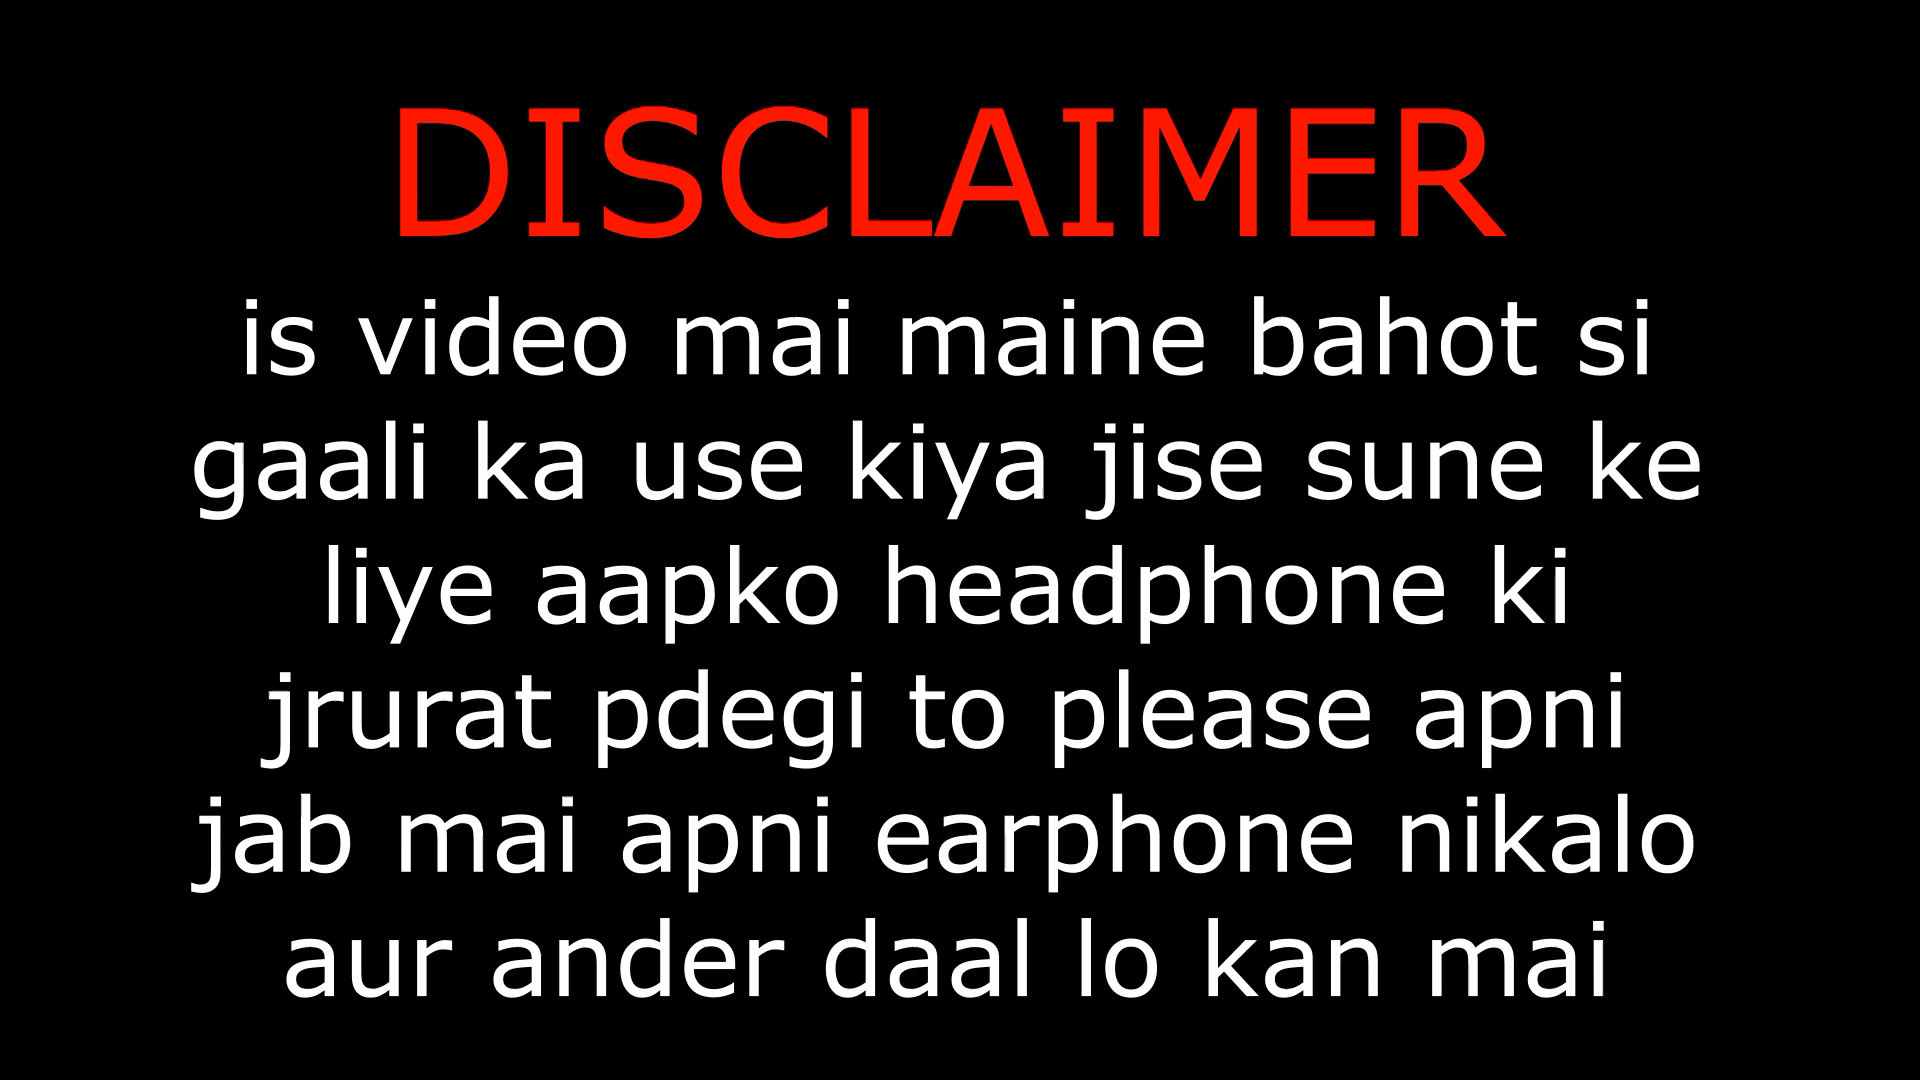 DISCLAIMER
is video mai maine bahot si
gaali ka use kiya jise sune ke
liye aapko headphone ki
jrurat pdegi to please apni
jab mai apni earphone nikalo
aur ander daal lo kan mai